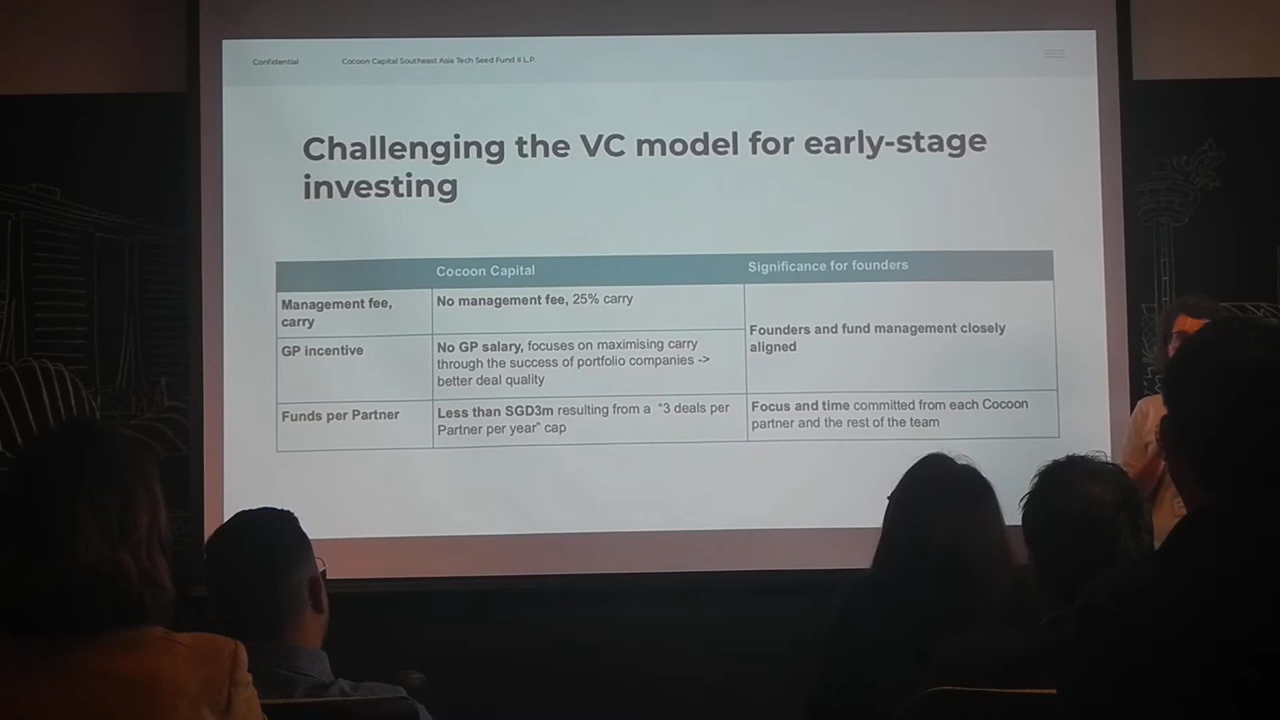 Confidential
Cocoon Capital Southeast Asia Tech Seed Fund II L.P.
Challenging the VC model for early-stage
investing
Cocoon Capital
Significance for founders
Management fee,
carry
No management fee, 25% carry
Founders and fund management closely
aligned
GP incentive
No GP salary, focuses on maximising carry
through the success of portfolio companies ->
better deal quality
Funds per Partner
Less than SGD3m resulting from a “3 deals per
Partner per year” cap
Focus and time committed from each Cocoon
partner and the rest of the team